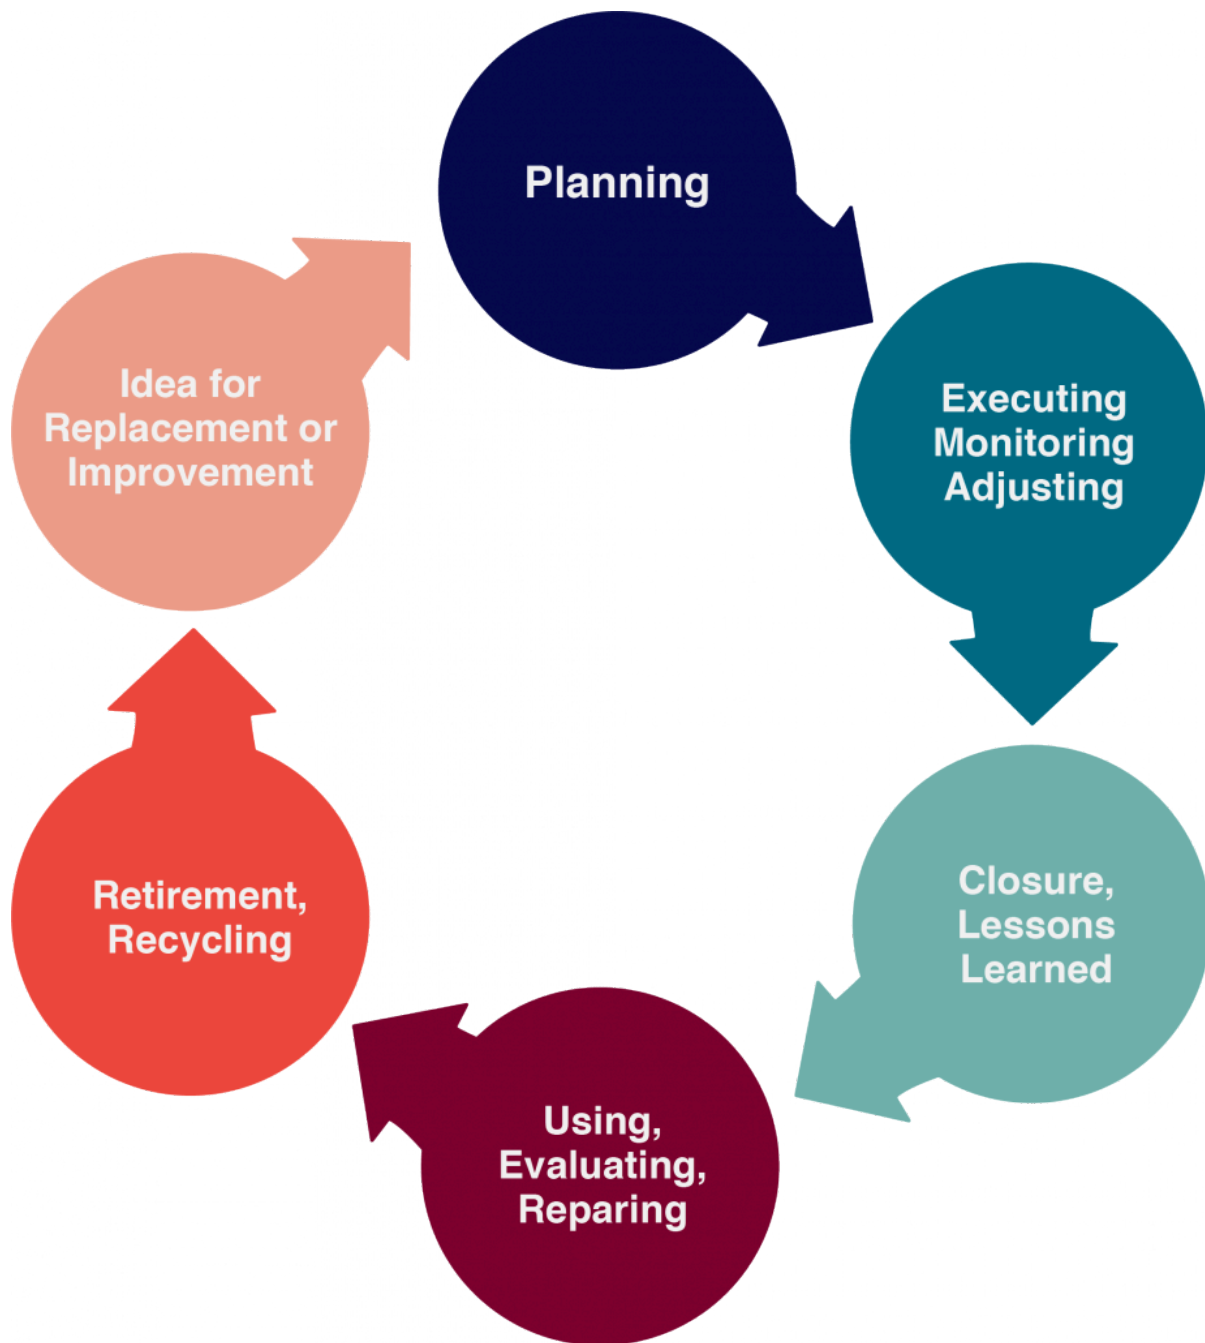 Planning
Executing
Monitoring
Adjusting
Closure,
Lessons
Learned
Using,
Evaluating,
Reparing
Retirement,
Recycling
Idea for
Replacement or
Improvement